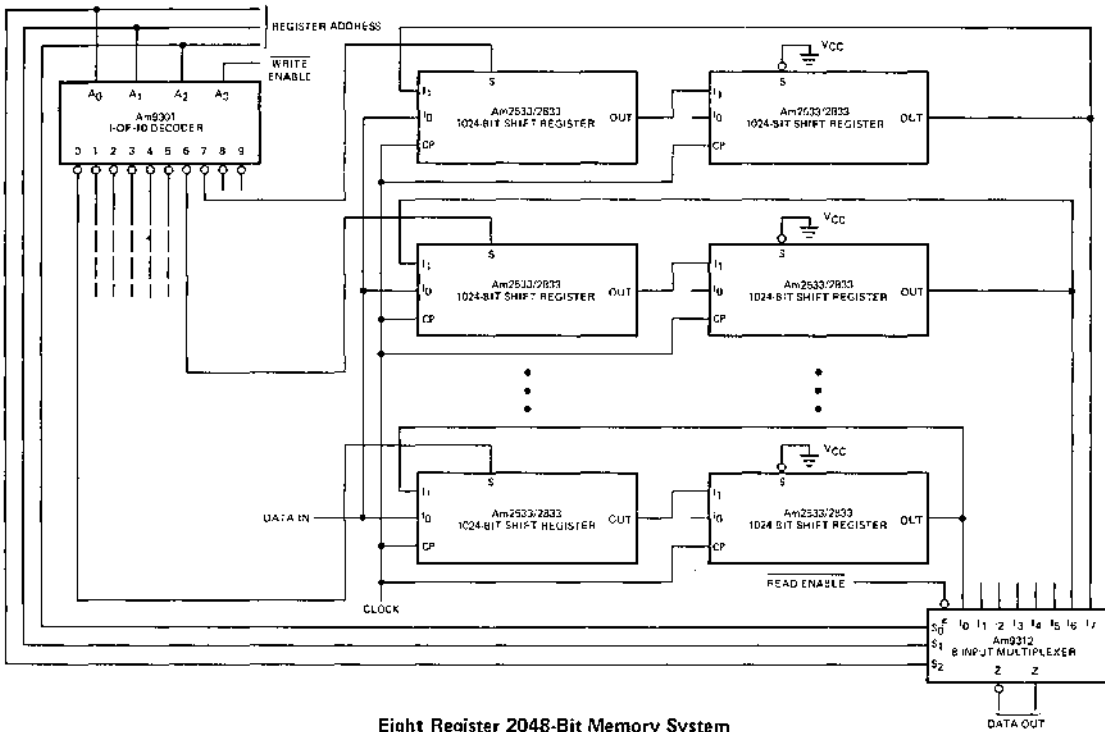 REGISTER ADDRESS
WRITE
ENABLE
A0 A1 A2 A3
Am9301
1-OF-10 DECODER
0 1 2 3 4 5 6 7 8 9
S
I1
Am2533/2833
I0
1024-BIT SHIFT REGISTER
OUT
CP
VCC
S
I1
Am2533/2833
I0
1024-BIT SHIFT REGISTER
OUT
CP
S
I1
Am2533/2833
I0
1024-BIT SHIFT REGISTER
OUT
CP
VCC
S
I1
Am2533/2833
I0
1024-BIT SHIFT REGISTER
OUT
CP
S
I1
Am2533/2833
DATA IN
I0
1024-BIT SHIFT REGISTER
OUT
CP
VCC
S
I1
Am2533/2833
I0
1024-BIT SHIFT REGISTER
OUT
CP
CLOCK
READ ENABLE
E I0 I1 I2 I3 I4 I5 I6 I7
S0
S1
S2
Am9312
8 INPUT MULTIPLEXER
Z Z
DATA OUT
Eight Register 2048-Bit Memory System